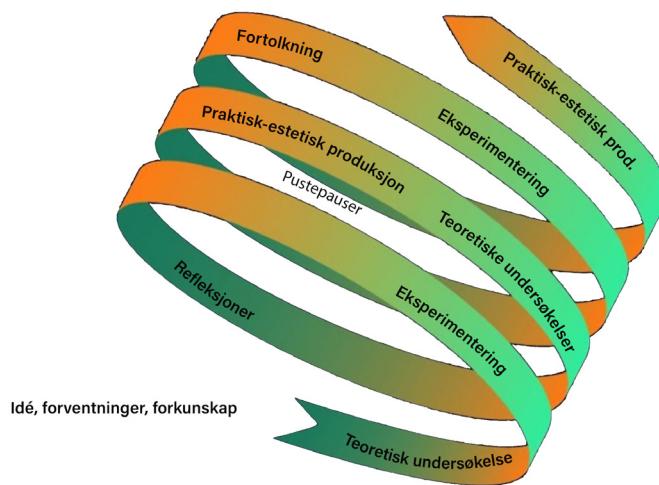 Fortolkning
Praktisk-estetisk prod.
Eksperimentering
Praktisk-estetisk produksjon
Pustepauser
Teoretiske undersøkelser
Refleksjoner
Eksperimentering
Idé, forventninger, forkunskap
Teoretisk undersøkelse